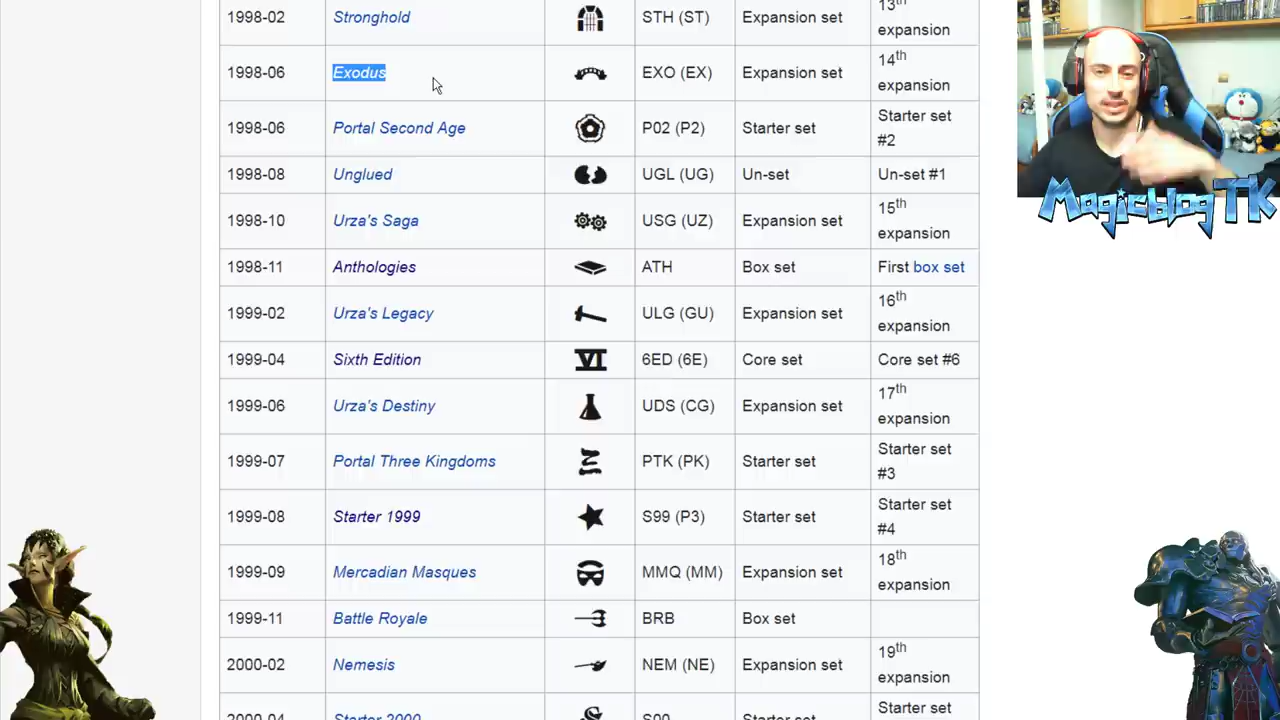 1998-02 Stronghold STH (ST) Expansion set 13th expansion
1998-06 Exodus EXO (EX) Expansion set 14th expansion
1998-06 Portal Second Age P02 (P2) Starter set Starter set #2
1998-08 Unglued UGL (UG) Un-set Un-set #1
1998-10 Urza's Saga USG (UZ) Expansion set 15th expansion
1998-11 Anthologies ATH Box set First box set
1999-02 Urza's Legacy ULG (GU) Expansion set 16th expansion
1999-04 Sixth Edition VI 6ED (6E) Core set Core set #6
1999-06 Urza's Destiny UDS (CG) Expansion set 17th expansion
1999-07 Portal Three Kingdoms PTK (PK) Starter set Starter set #3
1999-08 Starter 1999 S99 (P3) Starter set Starter set #4
1999-09 Mercadian Masques MMQ (MM) Expansion set 18th expansion
1999-11 Battle Royale BRB Box set
2000-02 Nemesis NEM (NE) Expansion set 19th expansion
2000-04 Starter 2000 S00 Starter set Starter set
MagicblogTK